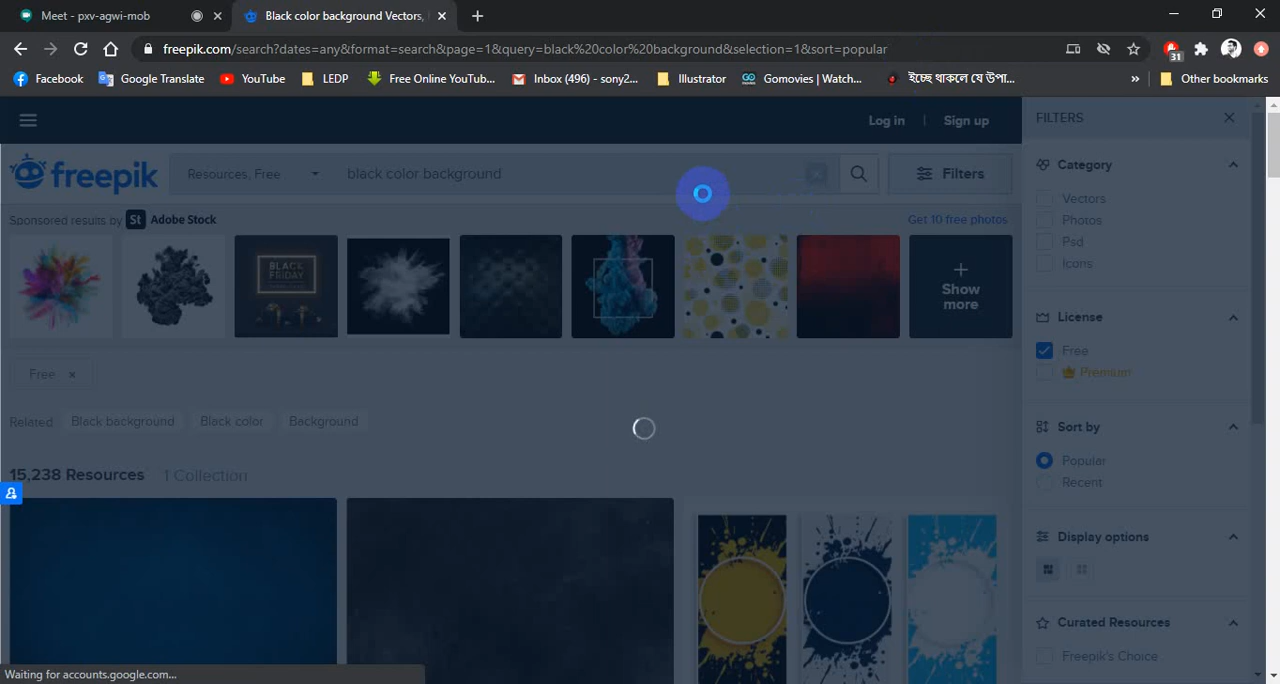 Meet - pxv-agwi-mob
Black color background Vectors,
freepik.com/search?dates=any&format=search&page=1&query=black%20color%20background&selection=1&sort=popular
31
Facebook
Google Translate
YouTube
LEDP
Free Online YouTub...
Inbox (496) - sony2...
Illustrator
Gomovies | Watch...
ইচ্ছে থাকলে যে উপা...
»
Other bookmarks
Log in | Sign up
FILTERS
freepik
Resources, Free
black color background
Filters
Category
Vectors
Photos
Psd
Icons
Sponsored results by St Adobe Stock
Get 10 free photos
BLACK
FRIDAY
Show
more
License
Free
Premium
Free
Related
Black background
Black color
Background
Sort by
Popular
Recent
15,238 Resources
1 Collection
Display options
Curated Resources
Freepik's Choice
Waiting for accounts.google.com...